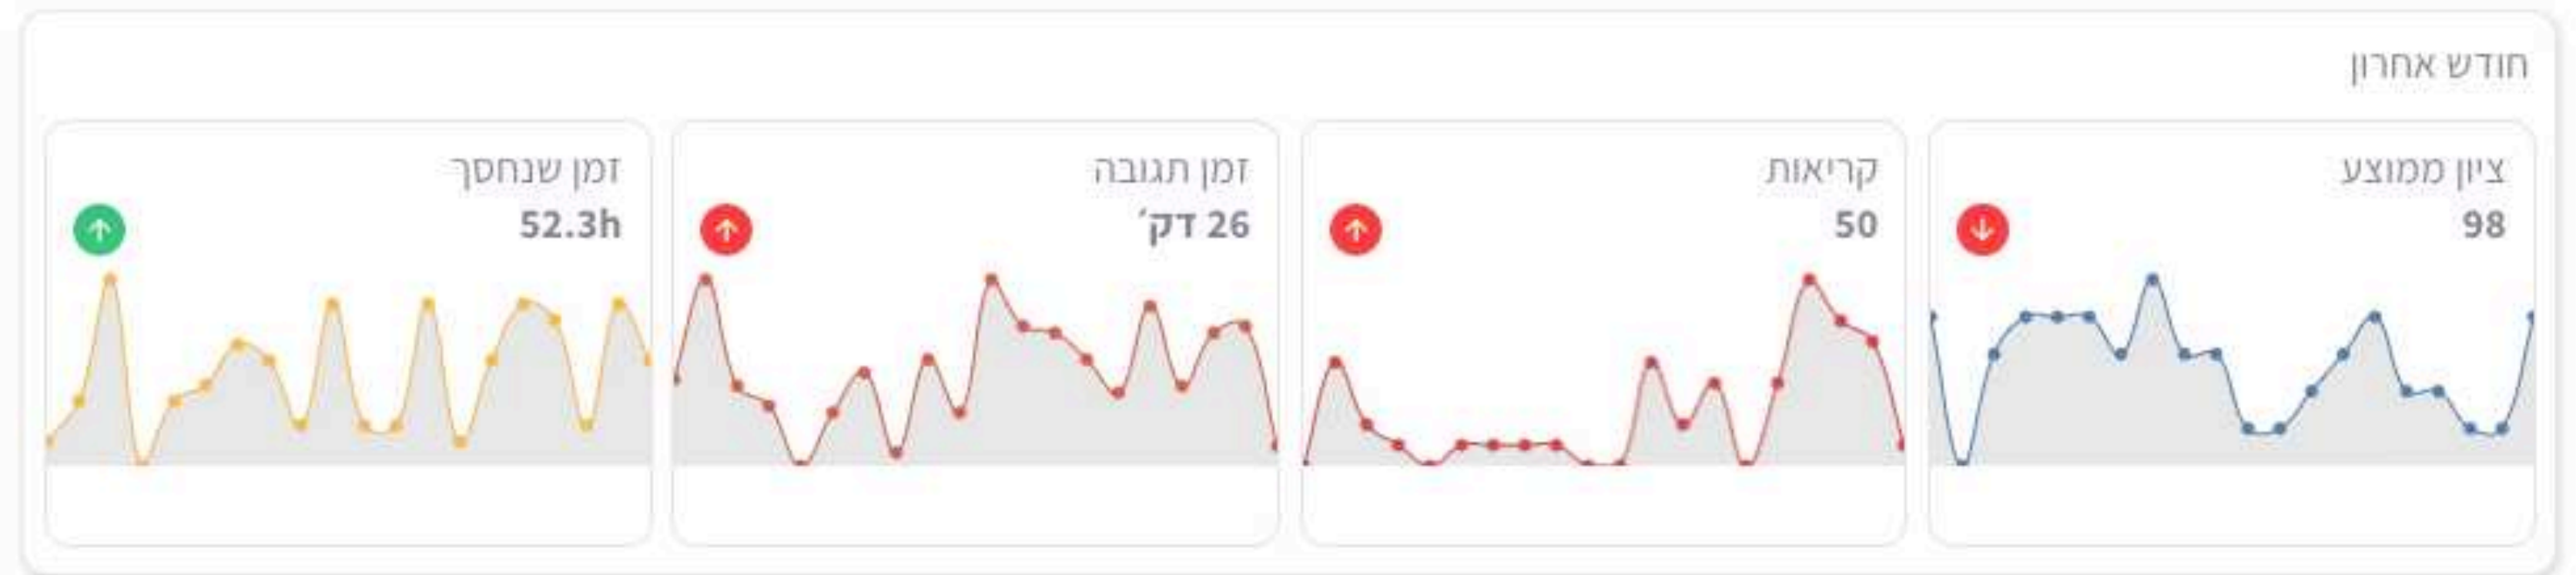 חודש אחרון
ציון ממוצע
98
קריאות
50
זמן תגובה
26 דק׳
זמן שנחסך
52.3h